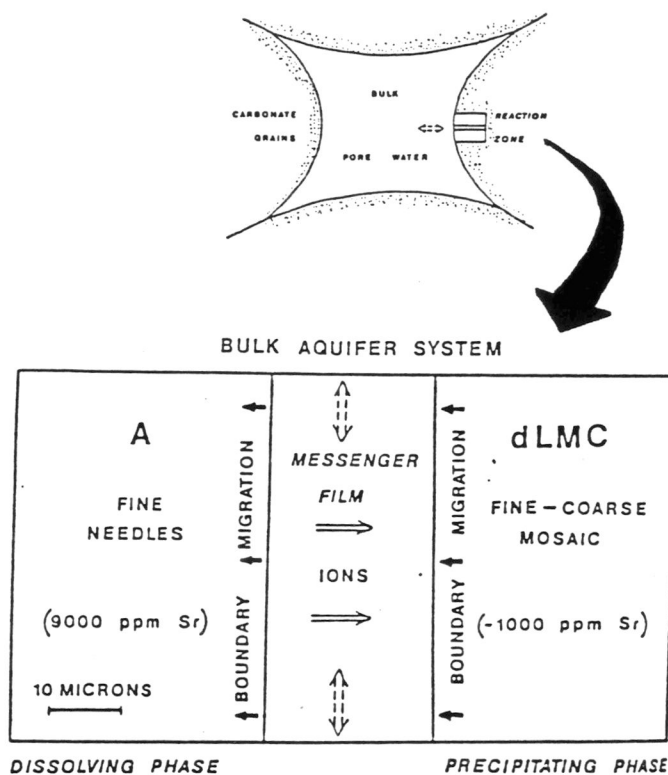 BULK
CARBONATE
GRAINS
REACTION
ZONE
PORE WATER
BULK AQUIFER SYSTEM
A
FINE
NEEDLES
(9000 ppm Sr)
10 MICRONS
BOUNDARY MIGRATION
MESSENGER
FILM
IONS
BOUNDARY MIGRATION
dLMC
FINE-COARSE
MOSAIC
(-1000 ppm Sr)
DISSOLVING PHASE
PRECIPITATING PHASE